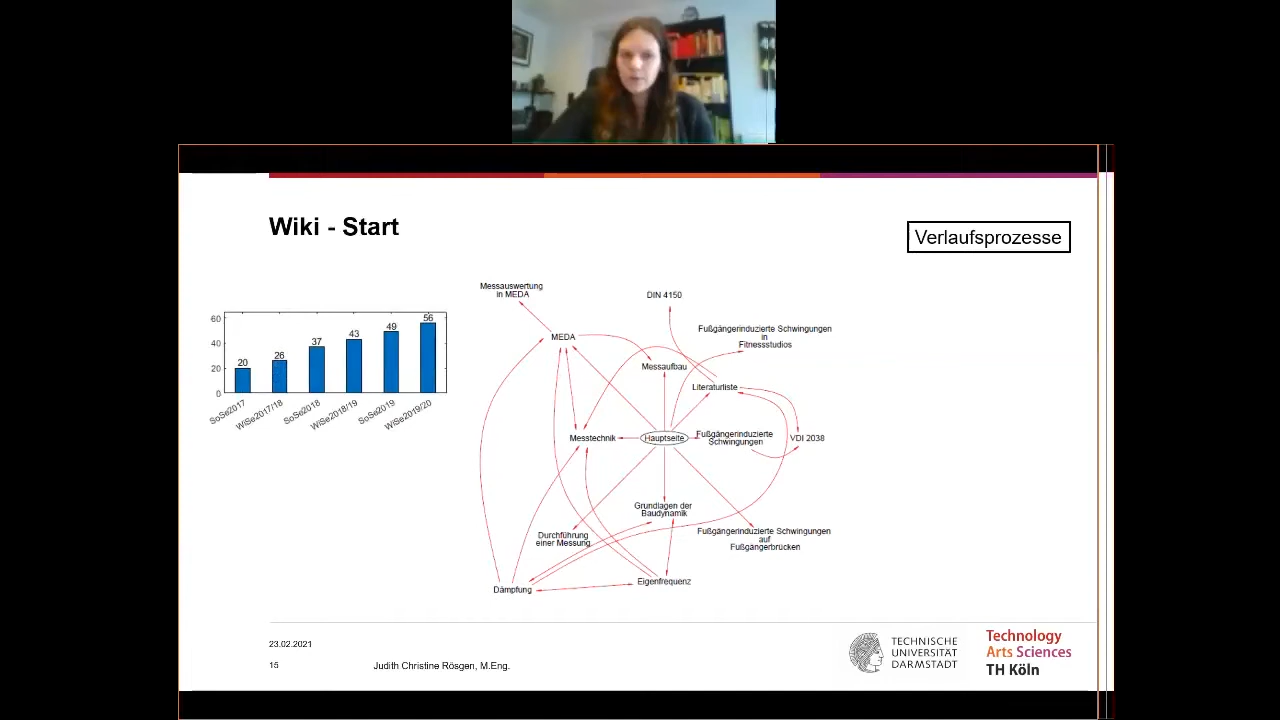 Wiki - Start
Verlaufsprozesse
60
40
20
0
20
26
37
43
49
56
SoSe2017
WiSe2017/18
SoSe2018
WiSe2018/19
SoSe2019
WiSe2019/20
Messauswertung
in MEDA
DIN 4150
MEDA
Fußgängerinduzierte Schwingungen
in
Fitnessstudios
Messaufbau
Literaturliste
Messtechnik
Hauptseite
Fußgängerinduzierte
Schwingungen
VDI 2038
Grundlagen der
Baudynamik
Durchführung
einer Messung
Fußgängerinduzierte Schwingungen
auf
Fußgängerbrücken
Dämpfung
Eigenfrequenz
23.02.2021
15
Judith Christine Rösgen, M.Eng.
TECHNISCHE
UNIVERSITÄT
DARMSTADT
Technology
Arts Sciences
TH Köln